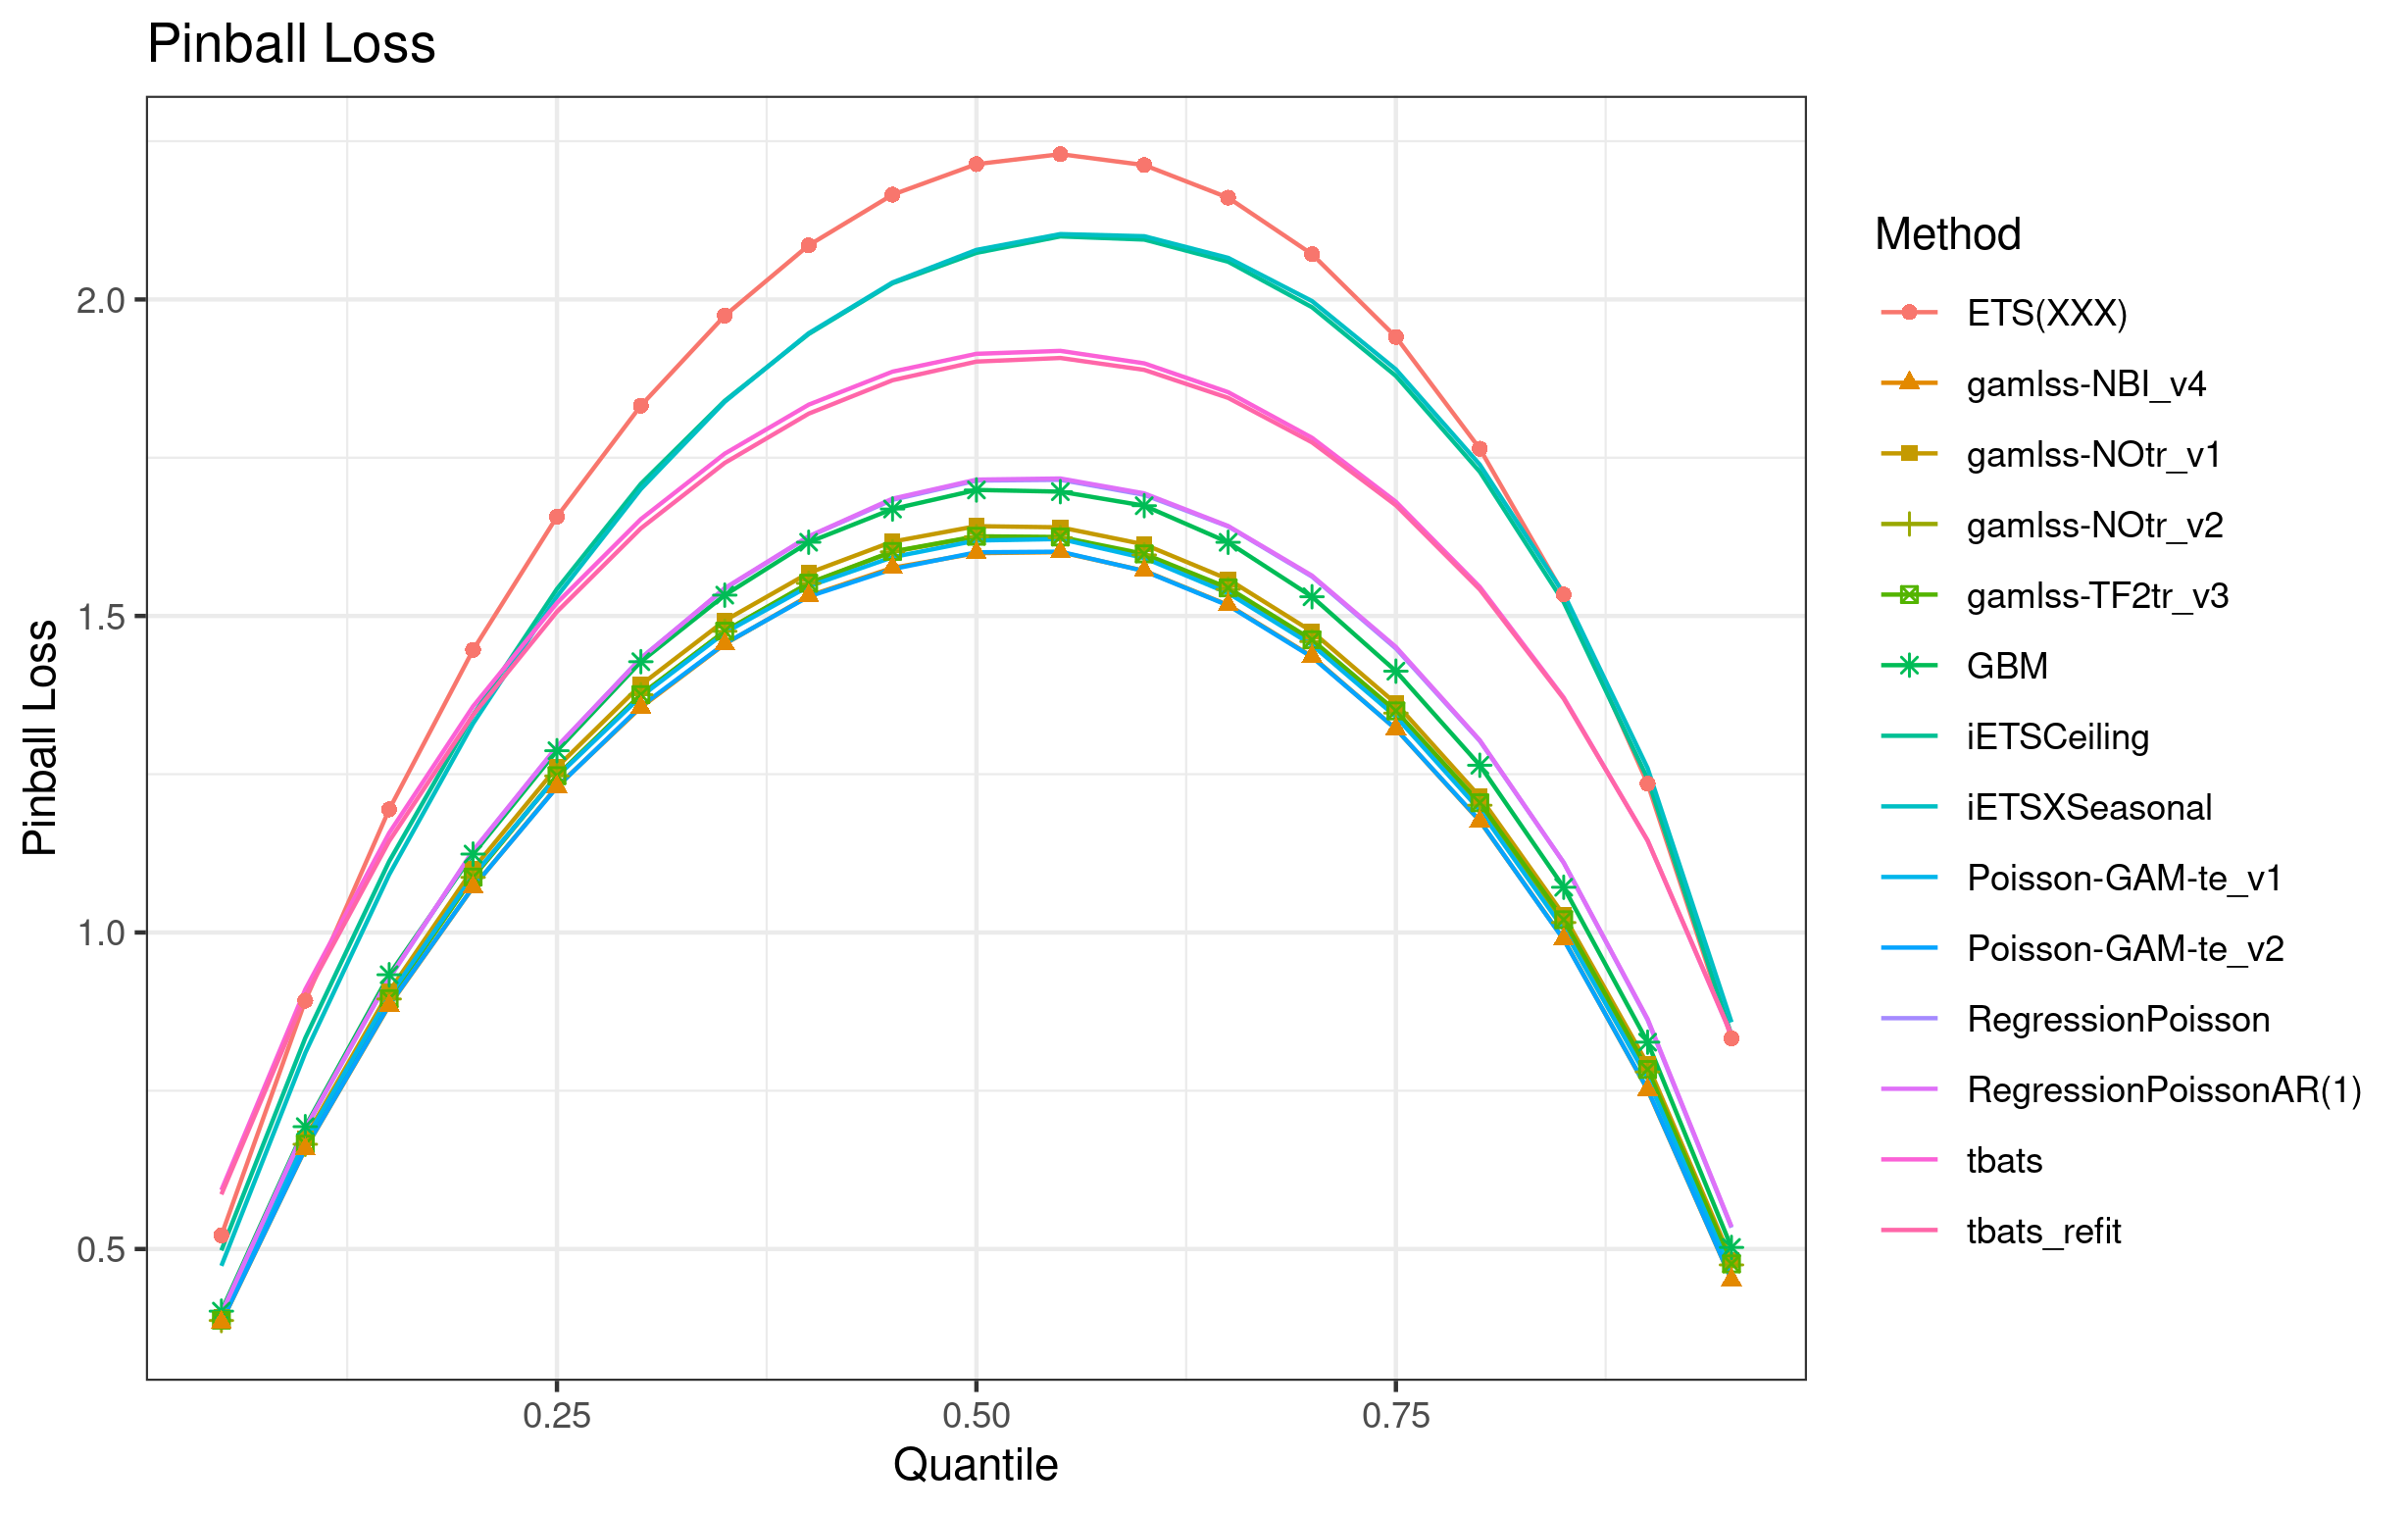 Pinball Loss
Pinball Loss
2.0
1.5
1.0
0.5
0.25
0.50
0.75
Quantile
Method
ETS(XXX)
gamlss-NBI_v4
gamlss-NOtr_v1
gamlss-NOtr_v2
gamlss-TF2tr_v3
GBM
iETSCeiling
iETSXSeasonal
Poisson-GAM-te_v1
Poisson-GAM-te_v2
RegressionPoisson
RegressionPoissonAR(1)
tbats
tbats_refit